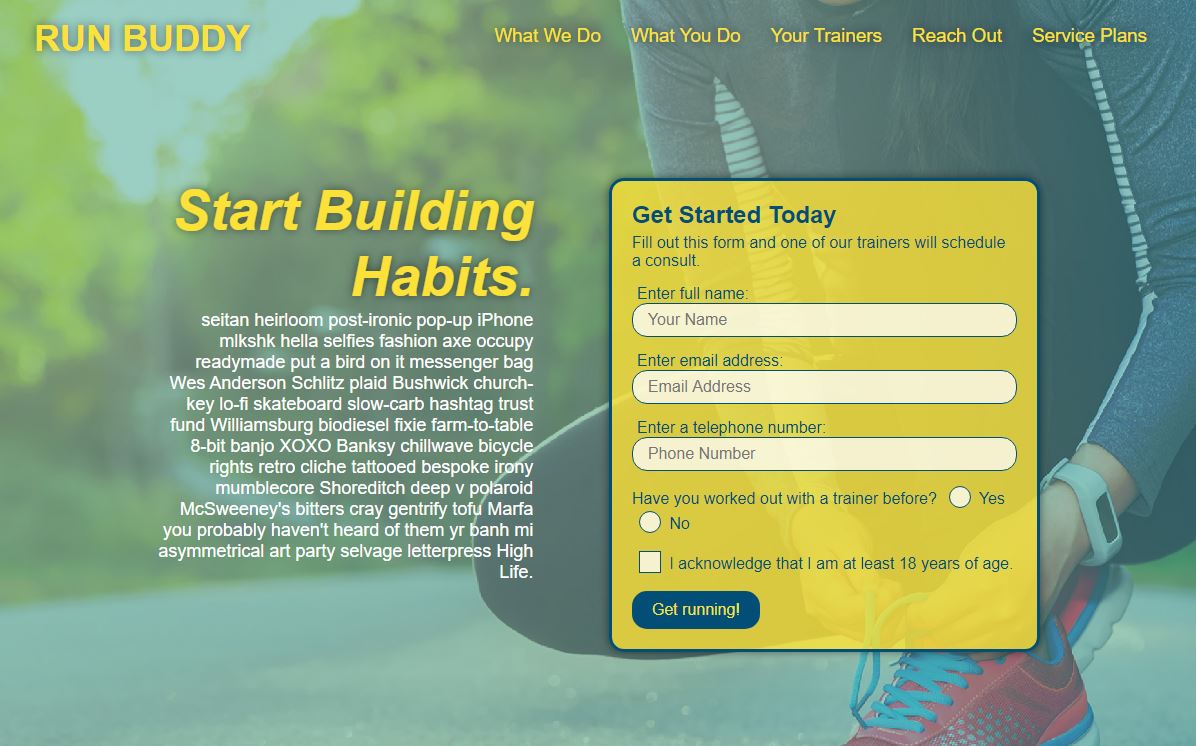 RUN BUDDY
What We Do What You Do Your Trainers Reach Out Service Plans
Start Building
Habits.
seitan heirloom post-ironic pop-up iPhone
mlkshk hella selfies fashion axe occupy
readymade put a bird on it messenger bag
Wes Anderson Schlitz plaid Bushwick church-
key lo-fi skateboard slow-carb hashtag trust
fund Williamsburg biodiesel fixie farm-to-table
8-bit banjo XOXO Banksy chillwave bicycle
rights retro cliche tattooed bespoke irony
mumblecore Shoreditch deep v polaroid
McSweeney's bitters cray gentrify tofu Marfa
you probably haven't heard of them yr banh mi
asymmetrical art party selvage letterpress High
Life.
Get Started Today
Fill out this form and one of our trainers will schedule
a consult.
Enter full name:
Your Name
Enter email address:
Email Address
Enter a telephone number:
Phone Number
Have you worked out with a trainer before? Yes
No
I acknowledge that I am at least 18 years of age.
Get running!